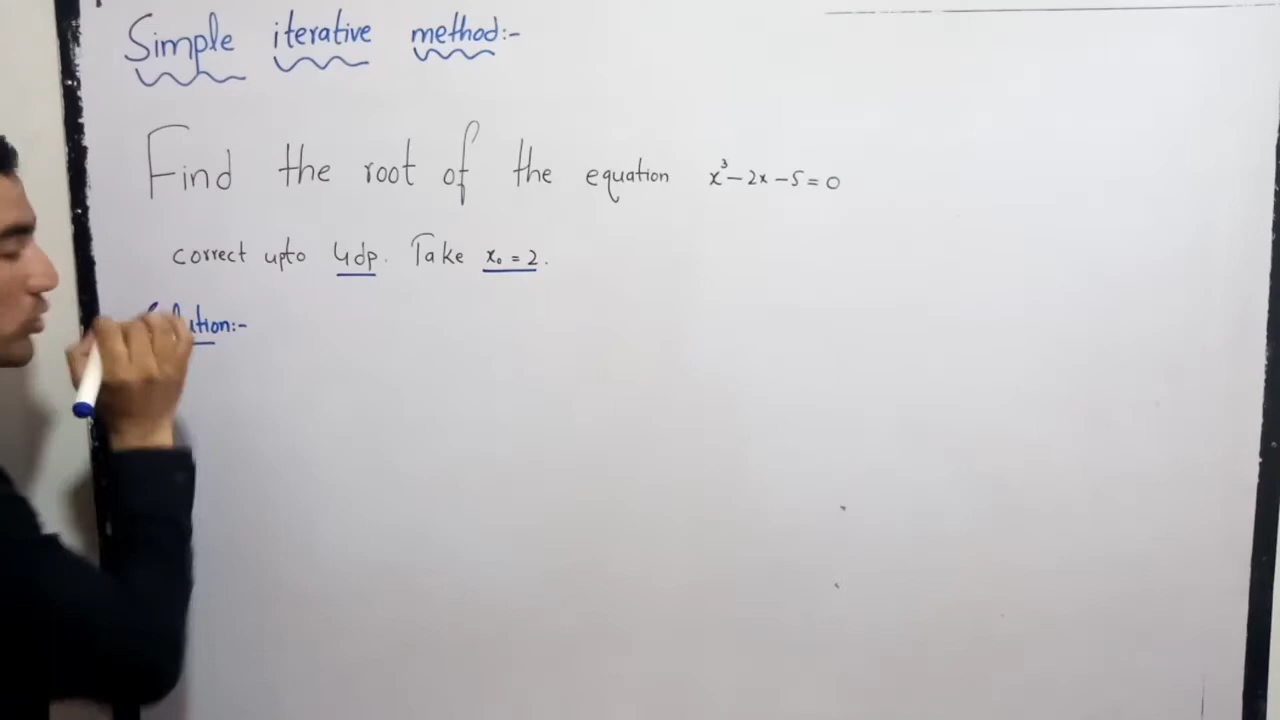 Simple iterative method:-
Find the root of the equation x³ - 2x - 5 = 0
correct upto 4dp. Take x₀ = 2.
Solution:-